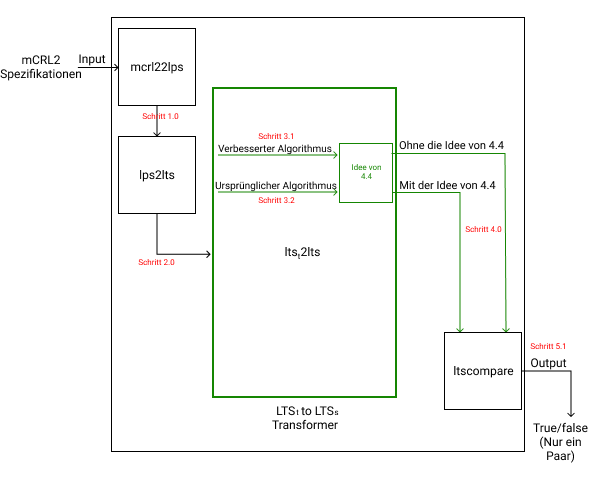 mCRL2
Spezifikationen
Input
mcrl22lps
Schritt 1.0
lps2lts
Schritt 2.0
Schritt 3.1
Verbesserter Algorithmus
Ursprünglicher Algorithmus
Schritt 3.2
Idee von
4.4
ltsₜ2lts
Ohne die Idee von 4.4
Mit der Idee von 4.4
Schritt 4.0
ltscompare
Schritt 5.1
Output
True/false
(Nur ein
Paar)
LTSₜ to LTSₛ
Transformer